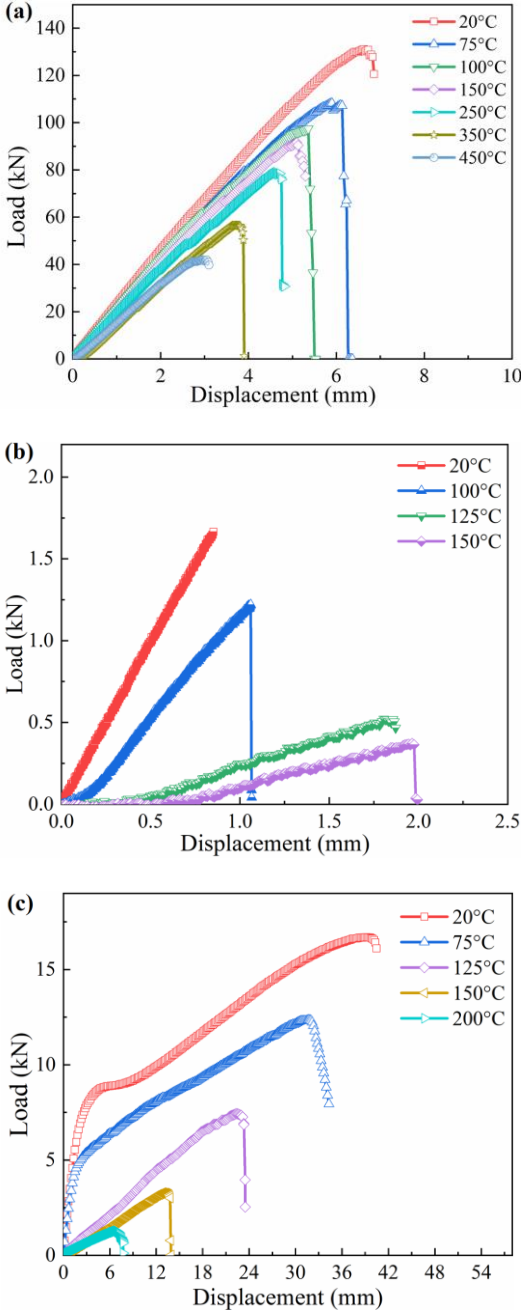 (a)
140
120
100
80
60
40
20
0
Load (kN)
20°C
75°C
100°C
150°C
250°C
350°C
450°C
0 2 4 6 8 10
Displacement (mm)
(b)
2.0
1.5
1.0
0.5
0.0
Load (kN)
20°C
100°C
125°C
150°C
0.0 0.5 1.0 1.5 2.0 2.5
Displacement (mm)
(c)
15
10
5
0
Load (kN)
20°C
75°C
125°C
150°C
200°C
0 6 12 18 24 30 36 42 48 54
Displacement (mm)